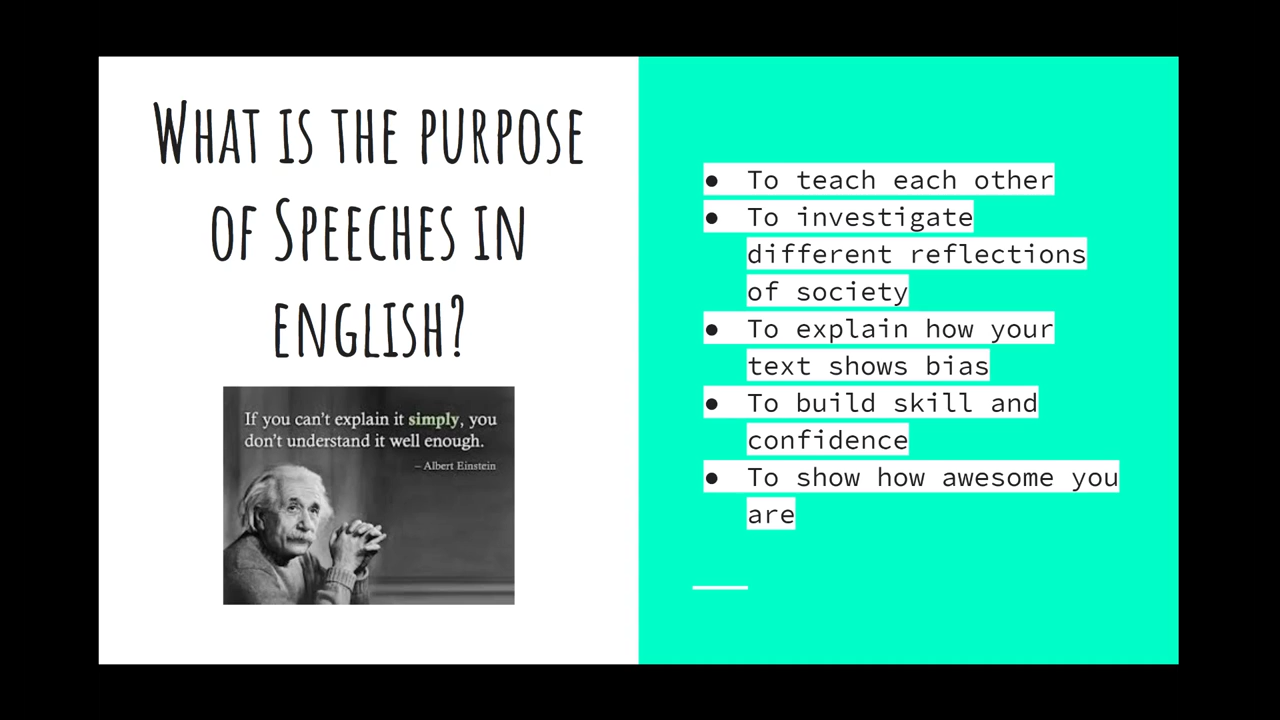 What is the purpose
of Speeches in
english?
If you can't explain it simply, you
don't understand it well enough.
– Albert Einstein
● To teach each other
● To investigate
different reflections
of society
● To explain how your
text shows bias
● To build skill and
confidence
● To show how awesome you
are